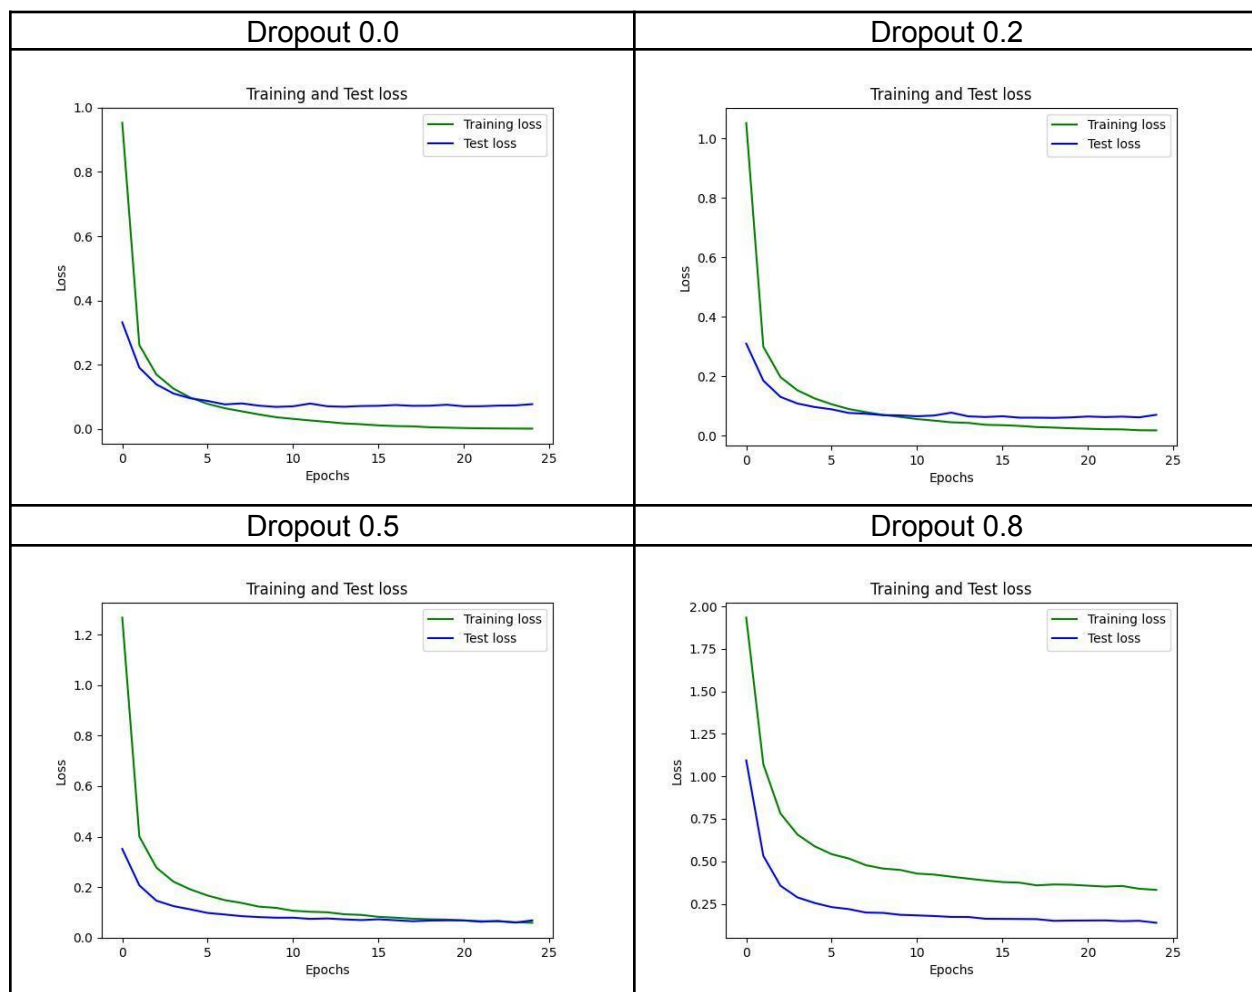 Dropout 0.0
Training and Test loss
Training loss
Test loss
1.0
0.8
0.6
0.4
0.2
0.0
Loss
0 5 10 15 20 25
Epochs
Dropout 0.2
Training and Test loss
Training loss
Test loss
1.0
0.8
0.6
0.4
0.2
0.0
Loss
0 5 10 15 20 25
Epochs
Dropout 0.5
Training and Test loss
Training loss
Test loss
1.2
1.0
0.8
0.6
0.4
0.2
0.0
Loss
0 5 10 15 20 25
Epochs
Dropout 0.8
Training and Test loss
Training loss
Test loss
2.00
1.75
1.50
1.25
1.00
0.75
0.50
0.25
Loss
0 5 10 15 20 25
Epochs